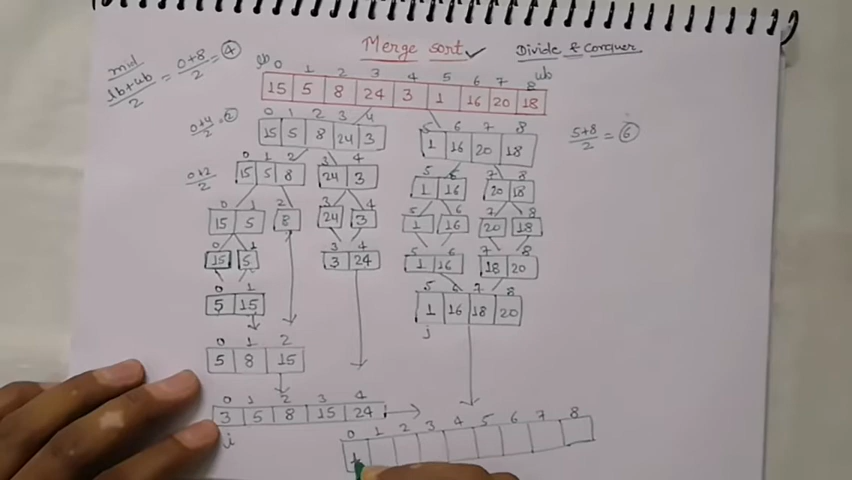 Merge sort ✓ Divide & Conquer
mid
lb+ub/2 = 0+8/2 = 4
lb 0 1 2 3 4 5 6 7 8 ub
15 5 8 24 3 1 16 20 18
0+4/2 = 2
0 1 2 3 4
15 5 8 24 3
5 6 7 8
1 16 20 18
5+8/2 = 6
0+2/2
0 1 2
15 5 8
3 4
24 3
5 6
1 16
7 8
20 18
0 1
15 5
2
8
3
24
4
3
5
1
6
16
7
20
8
18
0
15
1
5
3 4
3 24
5 6
1 16
7 8
18 20
0 1
5 15
5 6 7 8
1 16 18 20
j
0 1 2
5 8 15
0 1 2 3 4
3 5 8 15 24
i
0 1 2 3 4 5 6 7 8
1